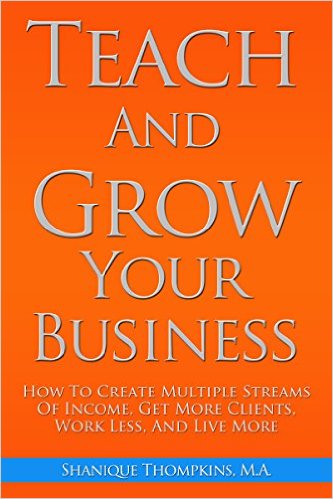 Teach
And
Grow
Your
Business
How To Create Multiple Streams
Of Income, Get More Clients,
Work Less, And Live More
Shanique Thompkins, M.A.